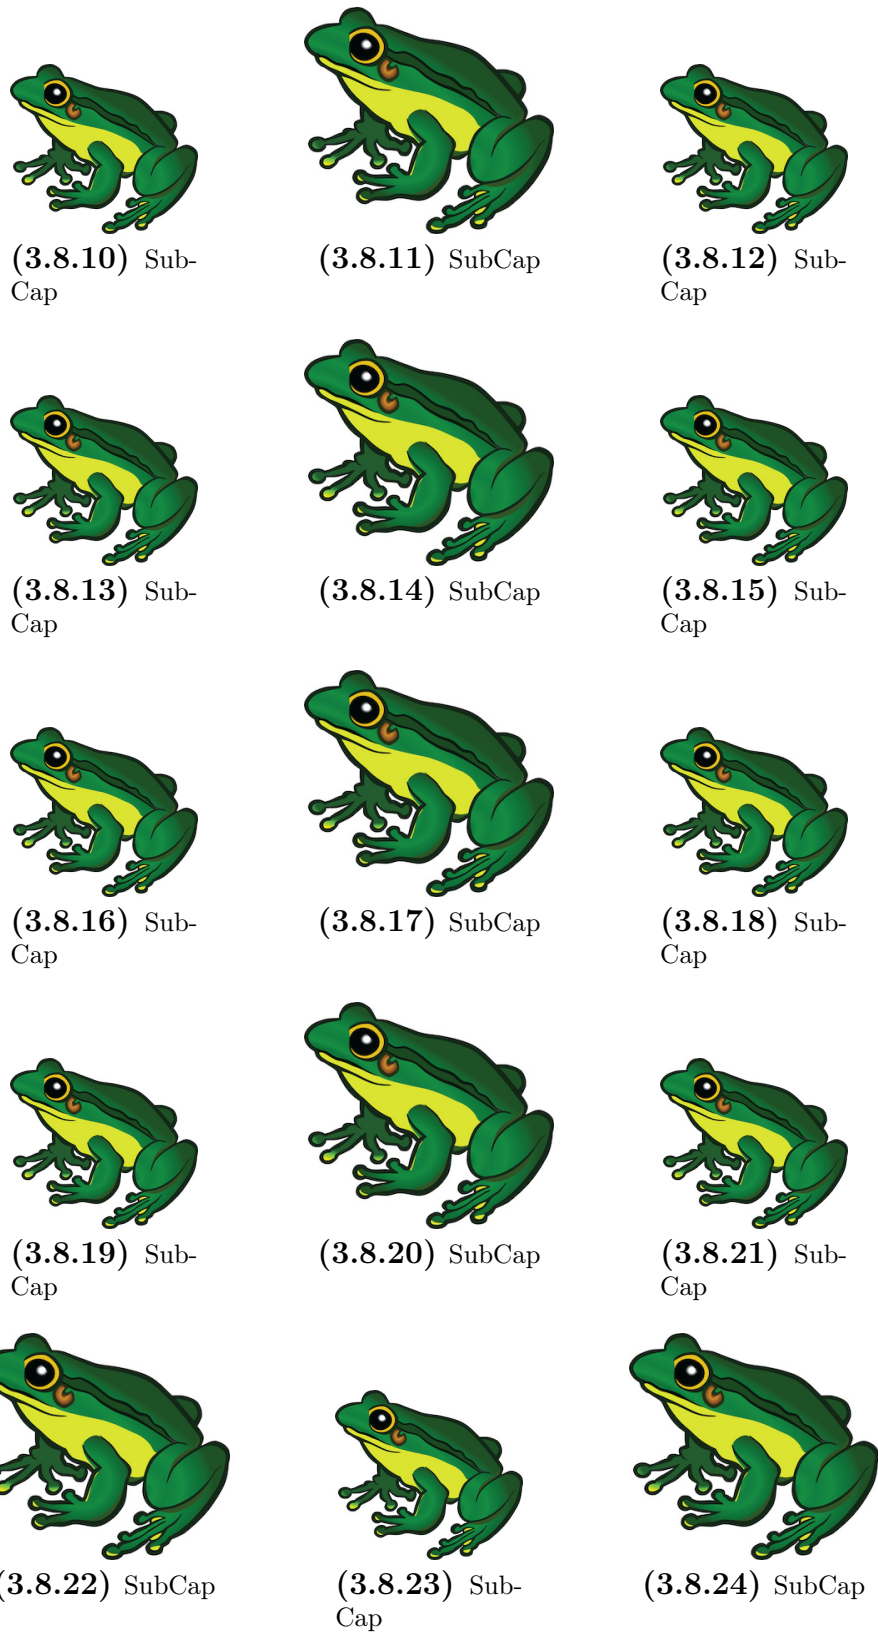 (3.8.10) Sub-
Cap
(3.8.11) SubCap
(3.8.12) Sub-
Cap
(3.8.13) Sub-
Cap
(3.8.14) SubCap
(3.8.15) Sub-
Cap
(3.8.16) Sub-
Cap
(3.8.17) SubCap
(3.8.18) Sub-
Cap
(3.8.19) Sub-
Cap
(3.8.20) SubCap
(3.8.21) Sub-
Cap
(3.8.22) SubCap
(3.8.23) Sub-
Cap
(3.8.24) SubCap